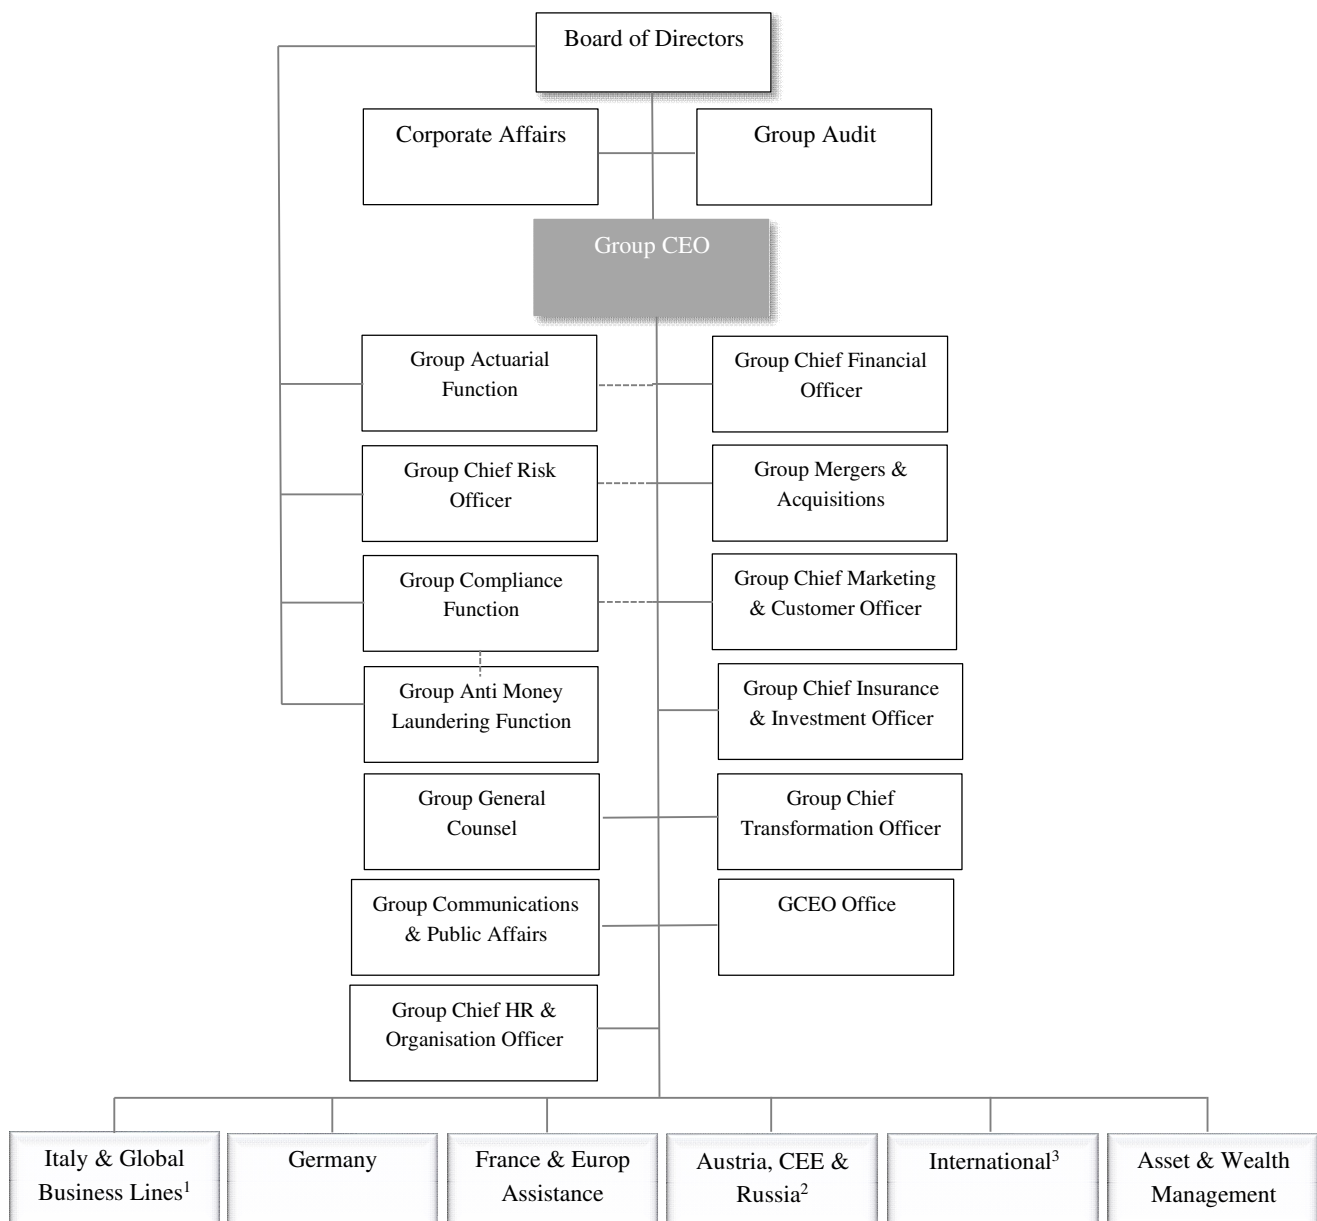 Board of Directors
Corporate Affairs
Group Audit
Group CEO
Group Actuarial
Function
Group Chief Financial
Officer
Group Chief Risk
Officer
Group Mergers &
Acquisitions
Group Compliance
Function
Group Chief Marketing
& Customer Officer
Group Anti Money
Laundering Function
Group Chief Insurance
& Investment Officer
Group General
Counsel
Group Chief
Transformation Officer
Group Communications
& Public Affairs
GCEO Office
Group Chief HR &
Organisation Officer
Italy & Global
Business Lines¹
Germany
France & Europ
Assistance
Austria, CEE &
Russia²
International³
Asset & Wealth
Management